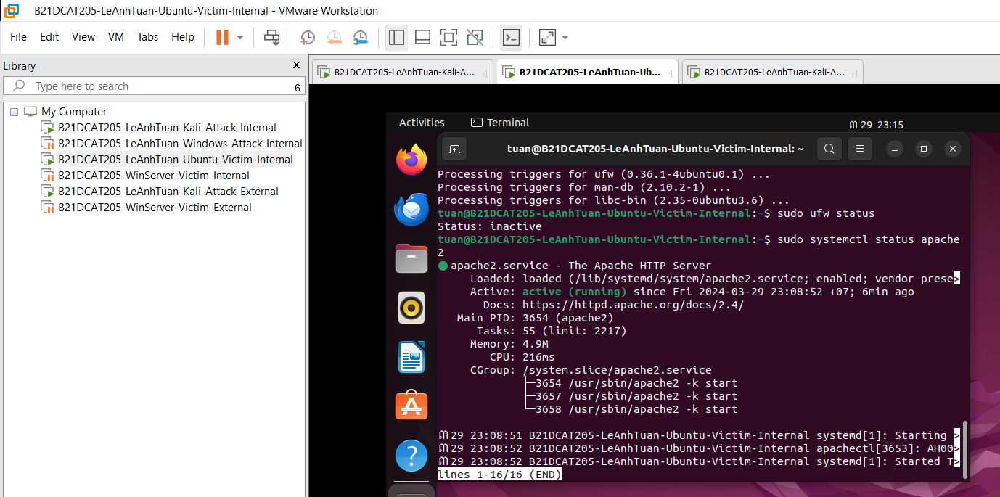 B21DCAT205-LeAnhTuan-Ubuntu-Victim-Internal - VMware Workstation
File Edit View VM Tabs Help
Library
Type here to search
6
My Computer
B21DCAT205-LeAnhTuan-Kali-Attack-Internal
B21DCAT205-LeAnhTuan-Windows-Attack-Internal
B21DCAT205-LeAnhTuan-Ubuntu-Victim-Internal
B21DCAT205-WinServer-Victim-Internal
B21DCAT205-LeAnhTuan-Kali-Attack-External
B21DCAT205-WinServer-Victim-External
B21DCAT205-LeAnhTuan-Kali-A...
B21DCAT205-LeAnhTuan-Ub...
B21DCAT205-LeAnhTuan-Kali-A...
Activities Terminal 29 23:15
tuan@B21DCAT205-LeAnhTuan-Ubuntu-Victim-Internal: ~
Processing triggers for ufw (0.36.1-4ubuntu0.1) ...
Processing triggers for man-db (2.10.2-1) ...
Processing triggers for libc-bin (2.35-0ubuntu3.6) ...
tuan@B21DCAT205-LeAnhTuan-Ubuntu-Victim-Internal:~$ sudo ufw status
Status: inactive
tuan@B21DCAT205-LeAnhTuan-Ubuntu-Victim-Internal:~$ sudo systemctl status apache
2
apache2.service - The Apache HTTP Server
Loaded: loaded (/lib/systemd/system/apache2.service; enabled; vendor prese>
Active: active (running) since Fri 2024-03-29 23:08:52 +07; 6min ago
Docs: https://httpd.apache.org/docs/2.4/
Main PID: 3654 (apache2)
Tasks: 55 (limit: 2217)
Memory: 4.9M
CPU: 216ms
CGroup: /system.slice/apache2.service
├─3654 /usr/sbin/apache2 -k start
├─3657 /usr/sbin/apache2 -k start
└─3658 /usr/sbin/apache2 -k start
29 23:08:51 B21DCAT205-LeAnhTuan-Ubuntu-Victim-Internal systemd[1]: Starting >
29 23:08:52 B21DCAT205-LeAnhTuan-Ubuntu-Victim-Internal apachectl[3653]: AH00>
29 23:08:52 B21DCAT205-LeAnhTuan-Ubuntu-Victim-Internal systemd[1]: Started T>
lines 1-16/16 (END)